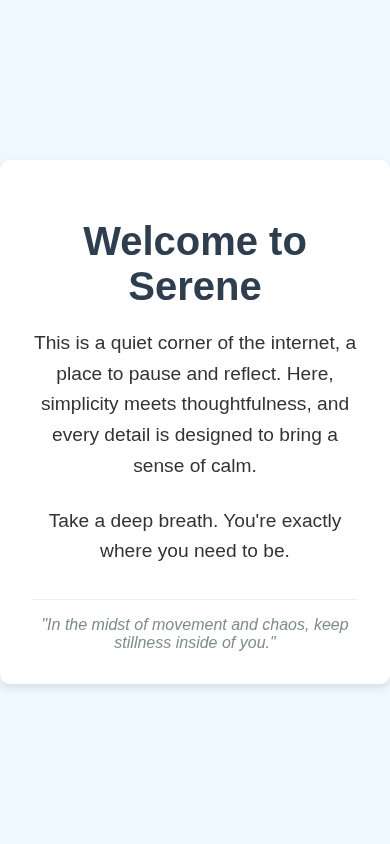 Welcome to
Serene
This is a quiet corner of the internet, a
place to pause and reflect. Here,
simplicity meets thoughtfulness, and
every detail is designed to bring a
sense of calm.
Take a deep breath. You're exactly
where you need to be.
"In the midst of movement and chaos, keep
stillness inside of you."